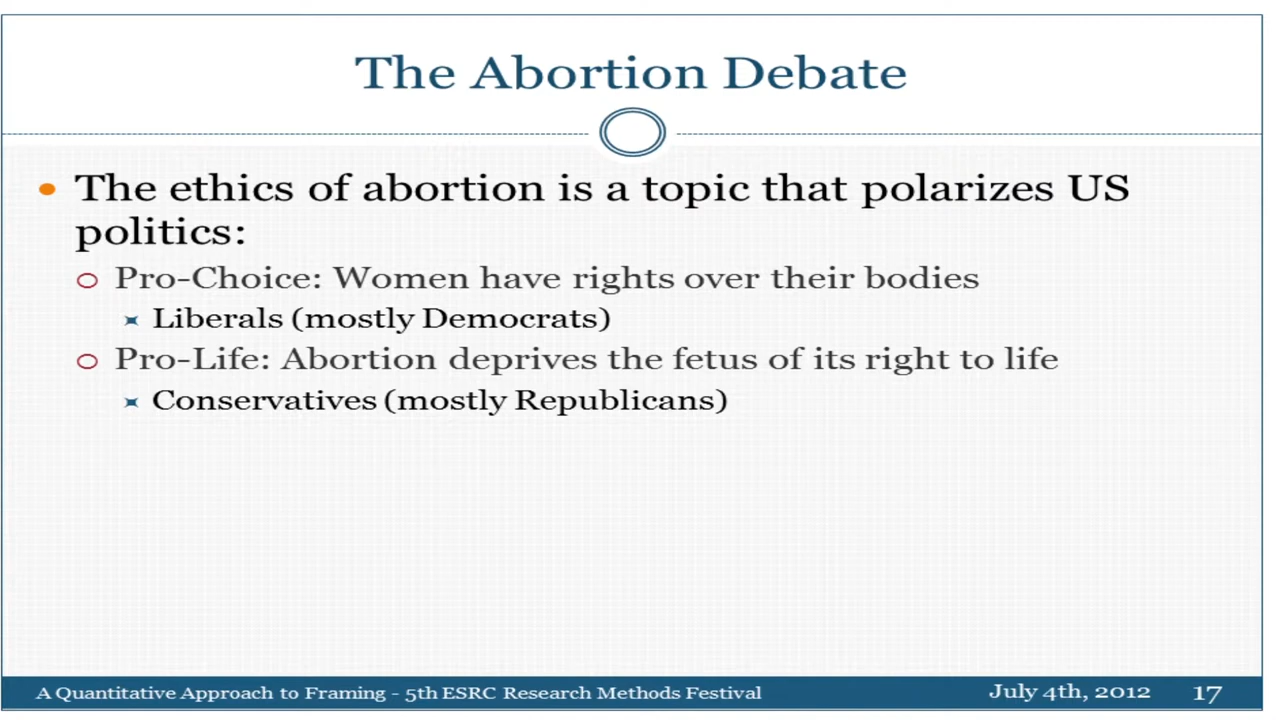 The Abortion Debate
The ethics of abortion is a topic that polarizes US
politics:
Pro-Choice: Women have rights over their bodies
Liberals (mostly Democrats)
Pro-Life: Abortion deprives the fetus of its right to life
Conservatives (mostly Republicans)
A Quantitative Approach to Framing - 5th ESRC Research Methods Festival July 4th, 2012 17